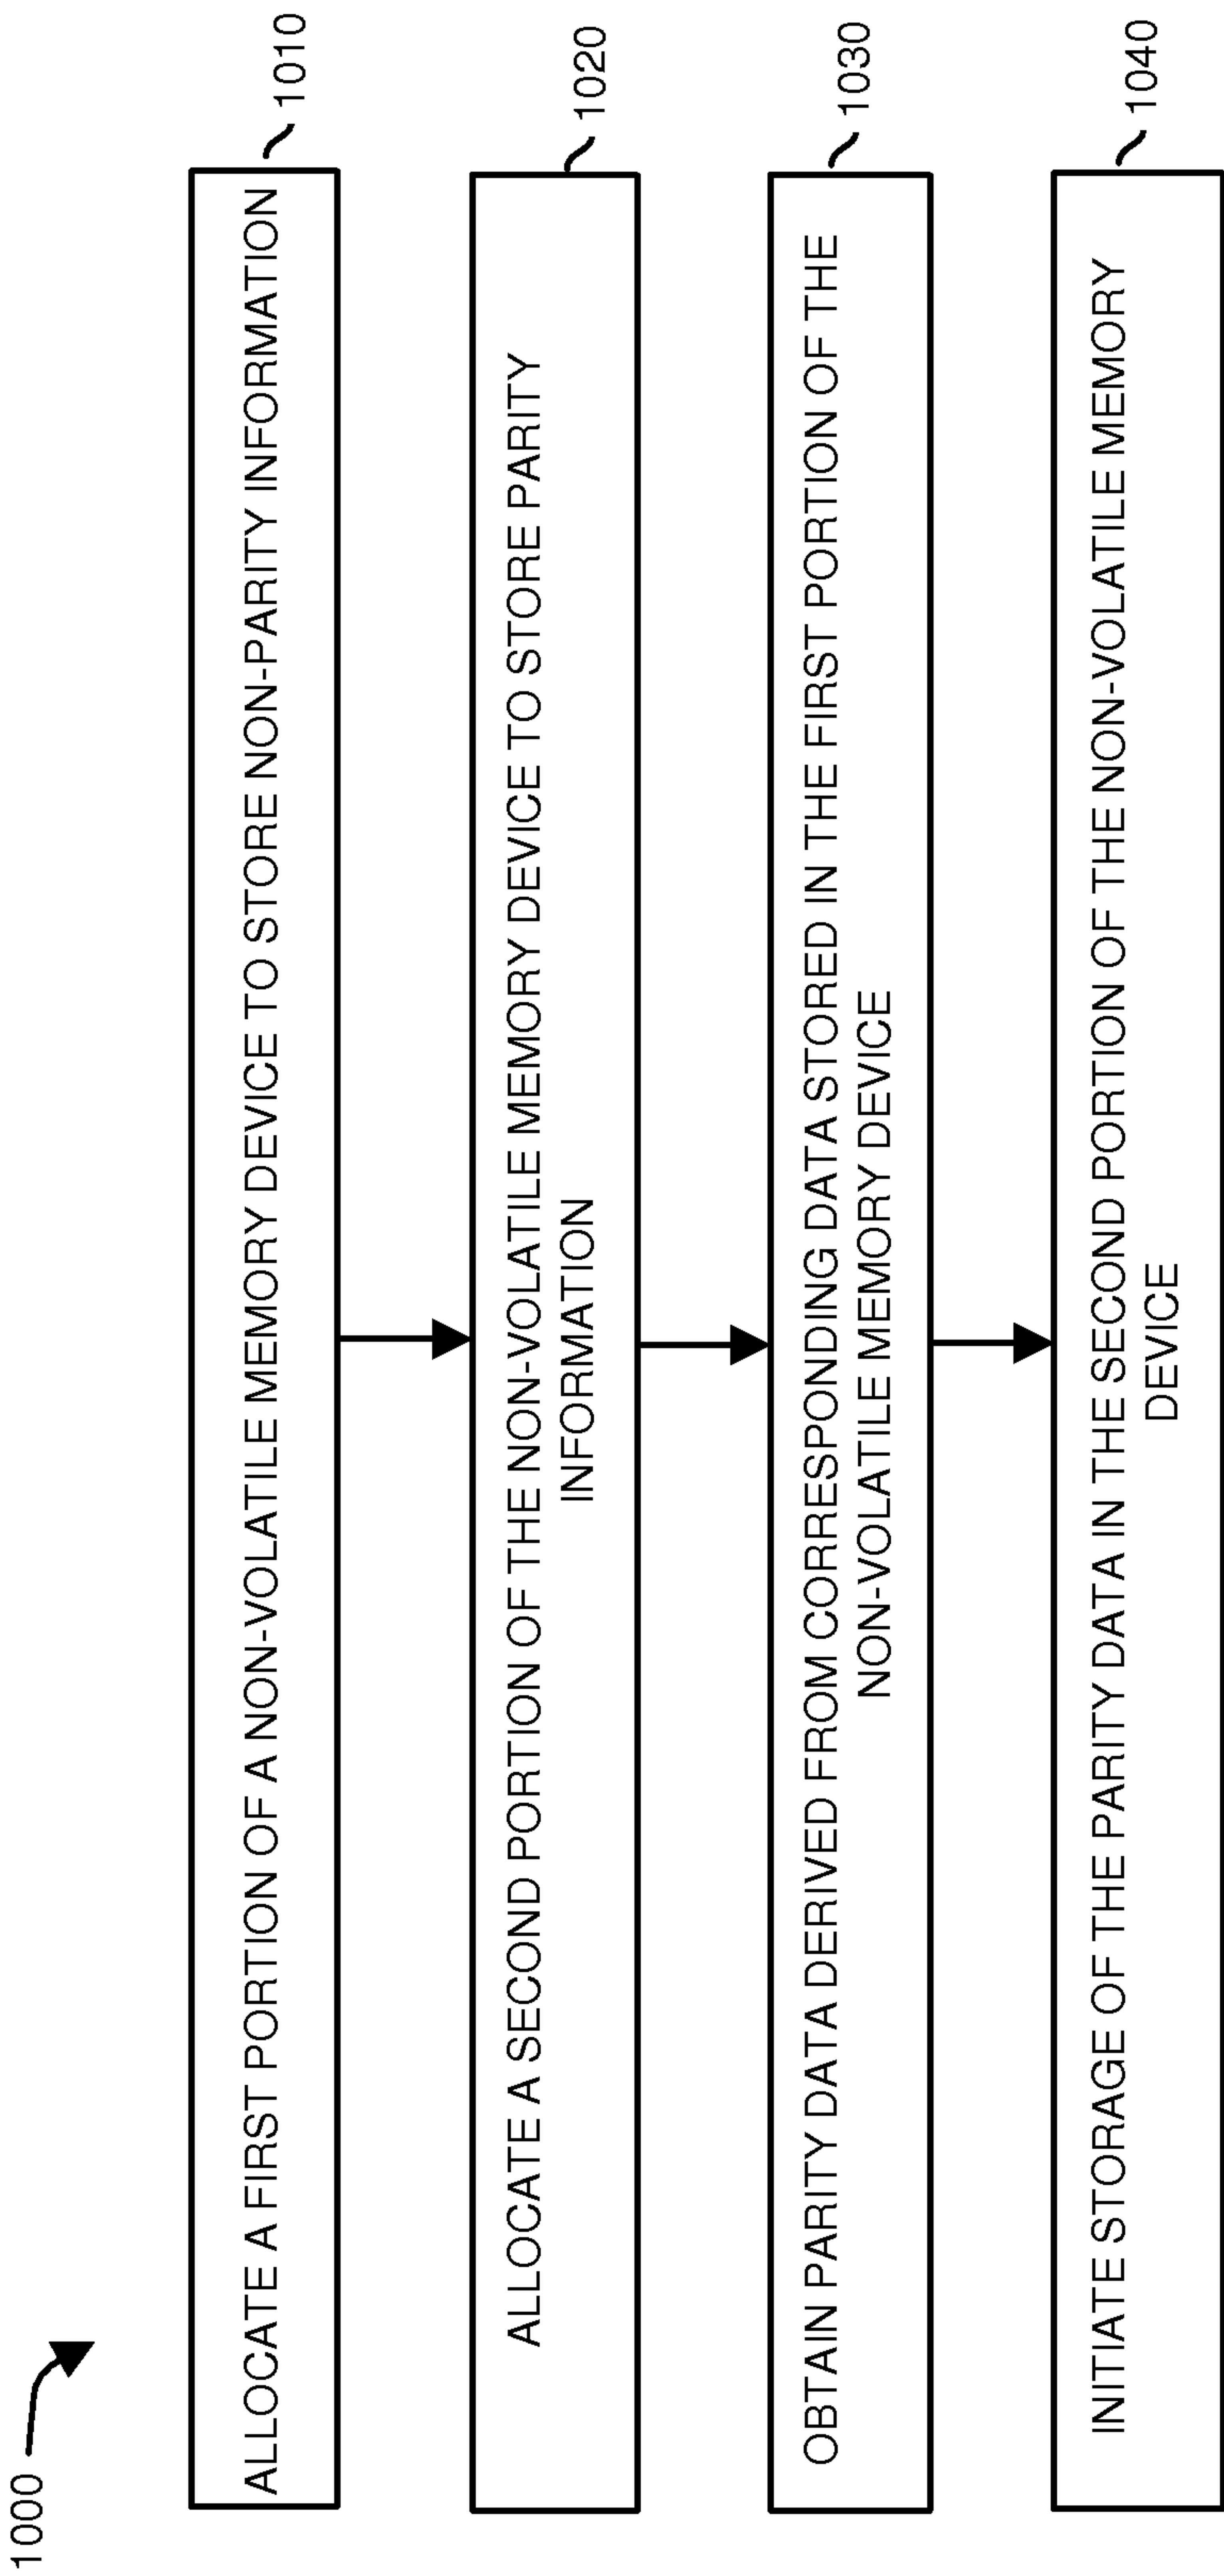 1000
ALLOCATE A FIRST PORTION OF A NON-VOLATILE MEMORY DEVICE TO STORE NON-PARITY INFORMATION
1010
ALLOCATE A SECOND PORTION OF THE NON-VOLATILE MEMORY DEVICE TO STORE PARITY
INFORMATION
1020
OBTAIN PARITY DATA DERIVED FROM CORRESPONDING DATA STORED IN THE FIRST PORTION OF THE
NON-VOLATILE MEMORY DEVICE
1030
INITIATE STORAGE OF THE PARITY DATA IN THE SECOND PORTION OF THE NON-VOLATILE MEMORY
DEVICE
1040